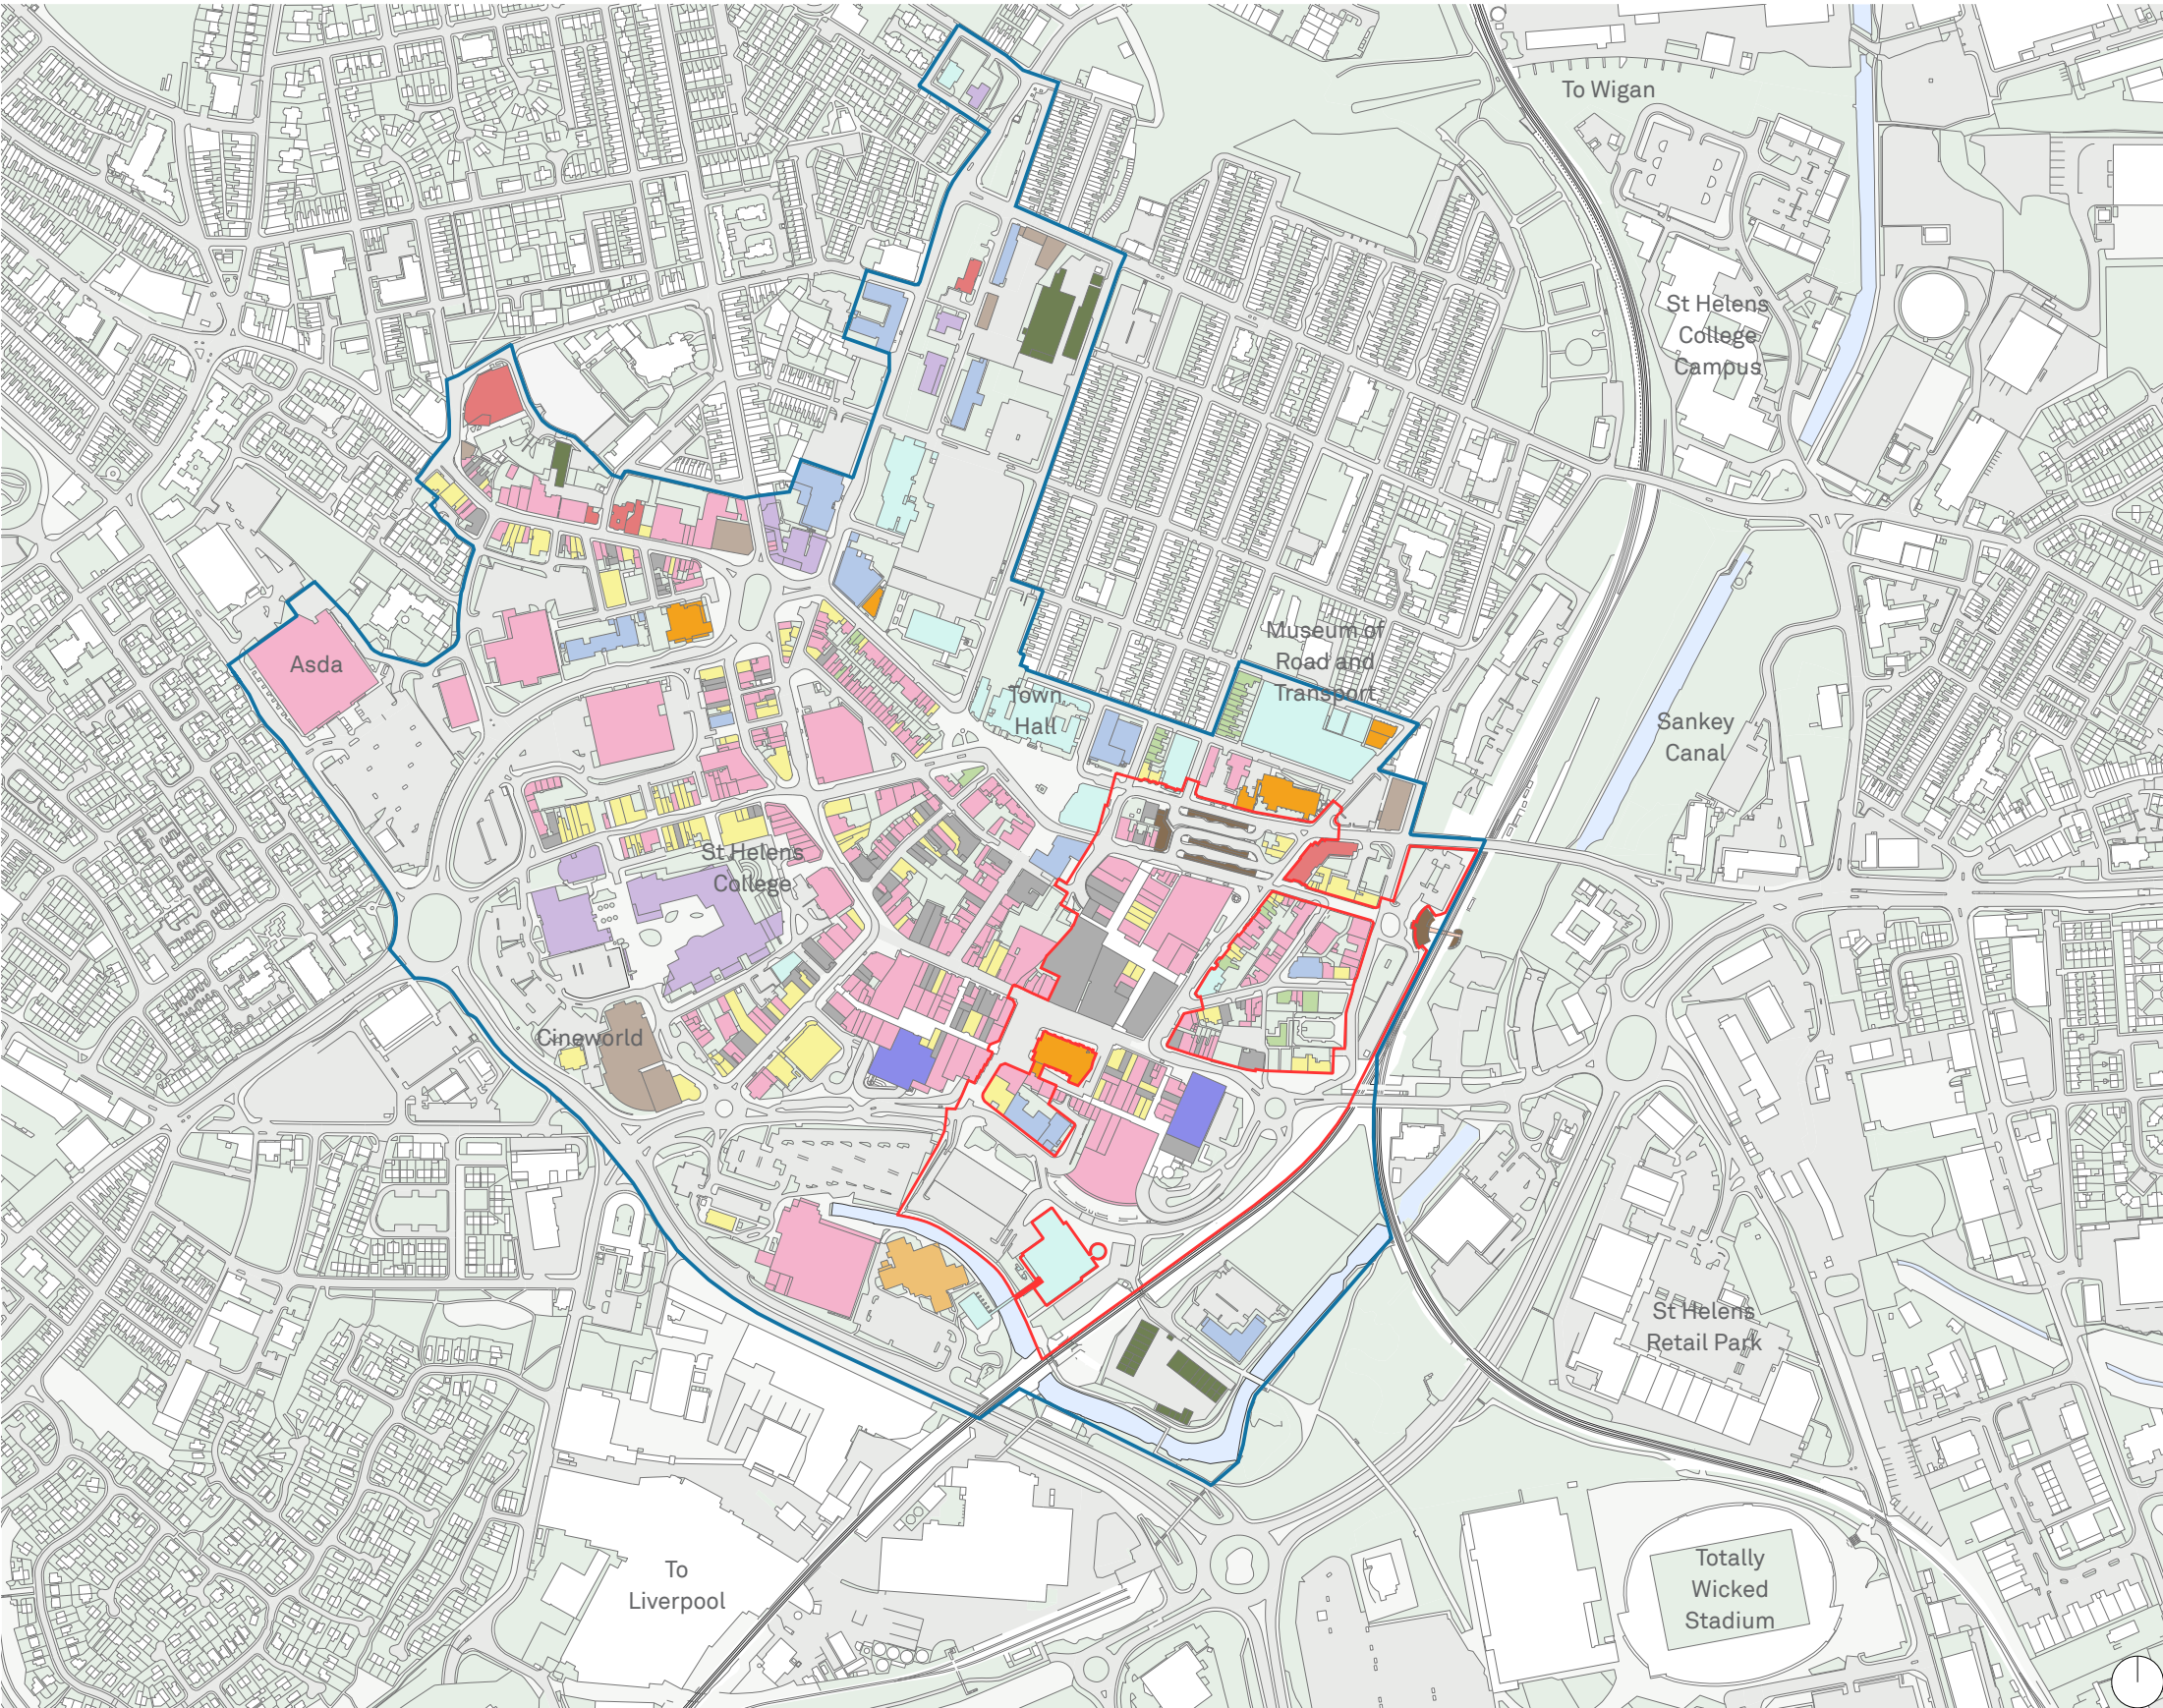 To Wigan
St Helens
College
Campus
Museum of
Road and
Transport
Asda
Town
Hall
Sankey
Canal
St Helens
College
Cineworld
St Helens
Retail Park
To
Liverpool
Totally
Wicked
Stadium